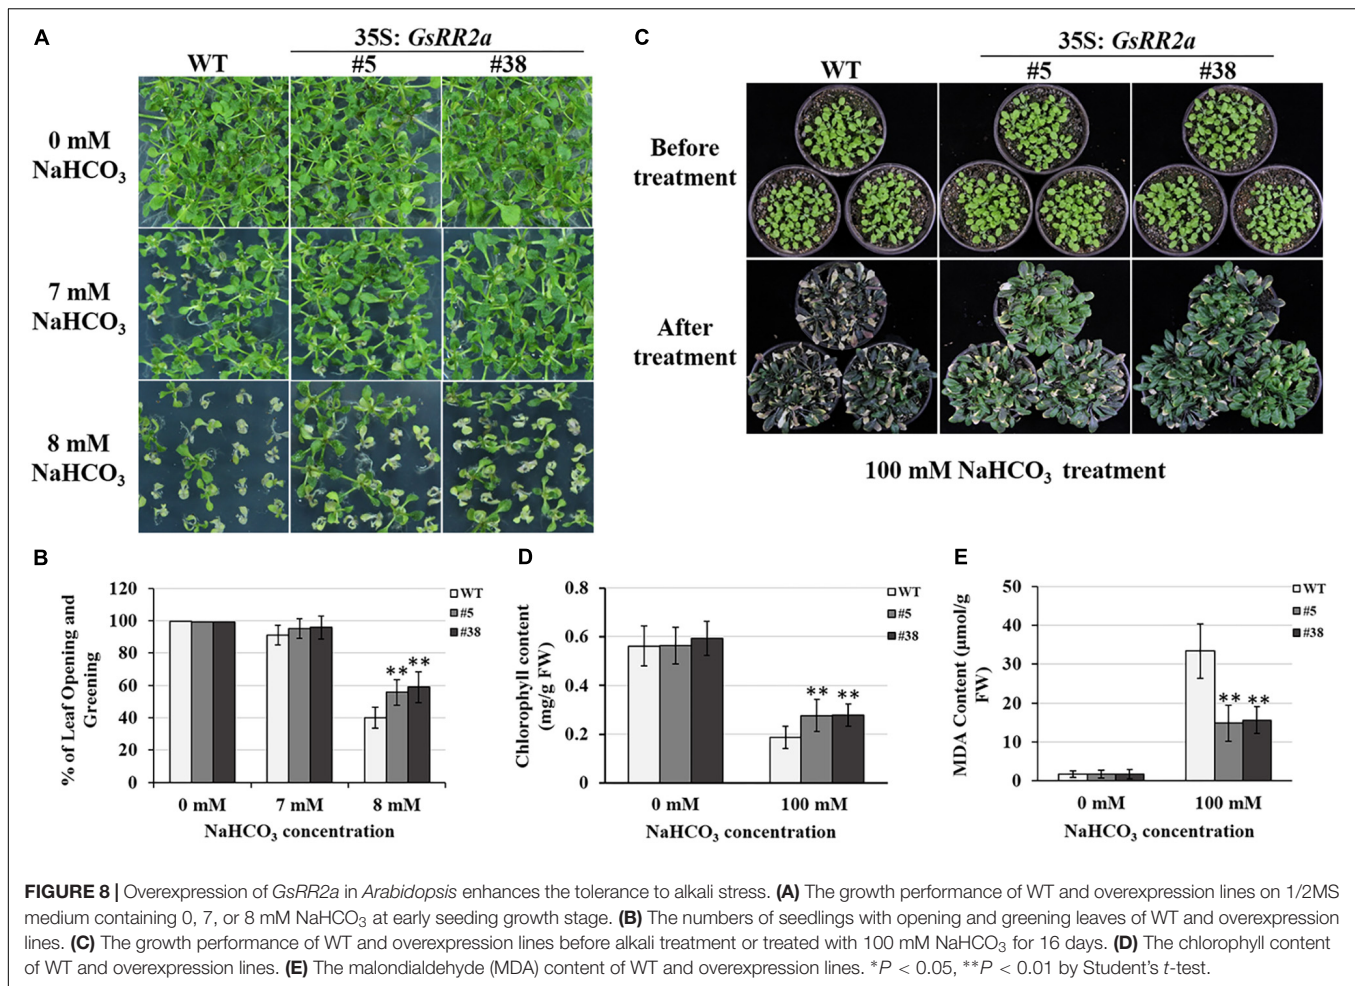 A
35S: GsRR2a
WT #5 #38
0 mM
NaHCO3
7 mM
NaHCO3
8 mM
NaHCO3
C
35S: GsRR2a
WT #5 #38
Before
treatment
After
treatment
100 mM NaHCO3 treatment
B
% of Leaf Opening and
Greening
120
100
80
60
40
20
0
WT
#5
#38
** **
0 mM 7 mM 8 mM
NaHCO3 concentration
D
Chlorophyll content
(mg/g FW)
0.8
0.6
0.4
0.2
0
WT
#5
#38
** **
0 mM 100 mM
NaHCO3 concentration
E
MDA Content (μmol/g
FW)
50
40
30
20
10
0
WT
#5
#38
** **
0 mM 100 mM
NaHCO3 concentration
FIGURE 8 | Overexpression of GsRR2a in Arabidopsis enhances the tolerance to alkali stress. (A) The growth performance of WT and overexpression lines on 1/2MS
medium containing 0, 7, or 8 mM NaHCO3 at early seeding growth stage. (B) The numbers of seedlings with opening and greening leaves of WT and overexpression
lines. (C) The growth performance of WT and overexpression lines before alkali treatment or treated with 100 mM NaHCO3 for 16 days. (D) The chlorophyll content
of WT and overexpression lines. (E) The malondialdehyde (MDA) content of WT and overexpression lines. *P < 0.05, **P < 0.01 by Student's t-test.